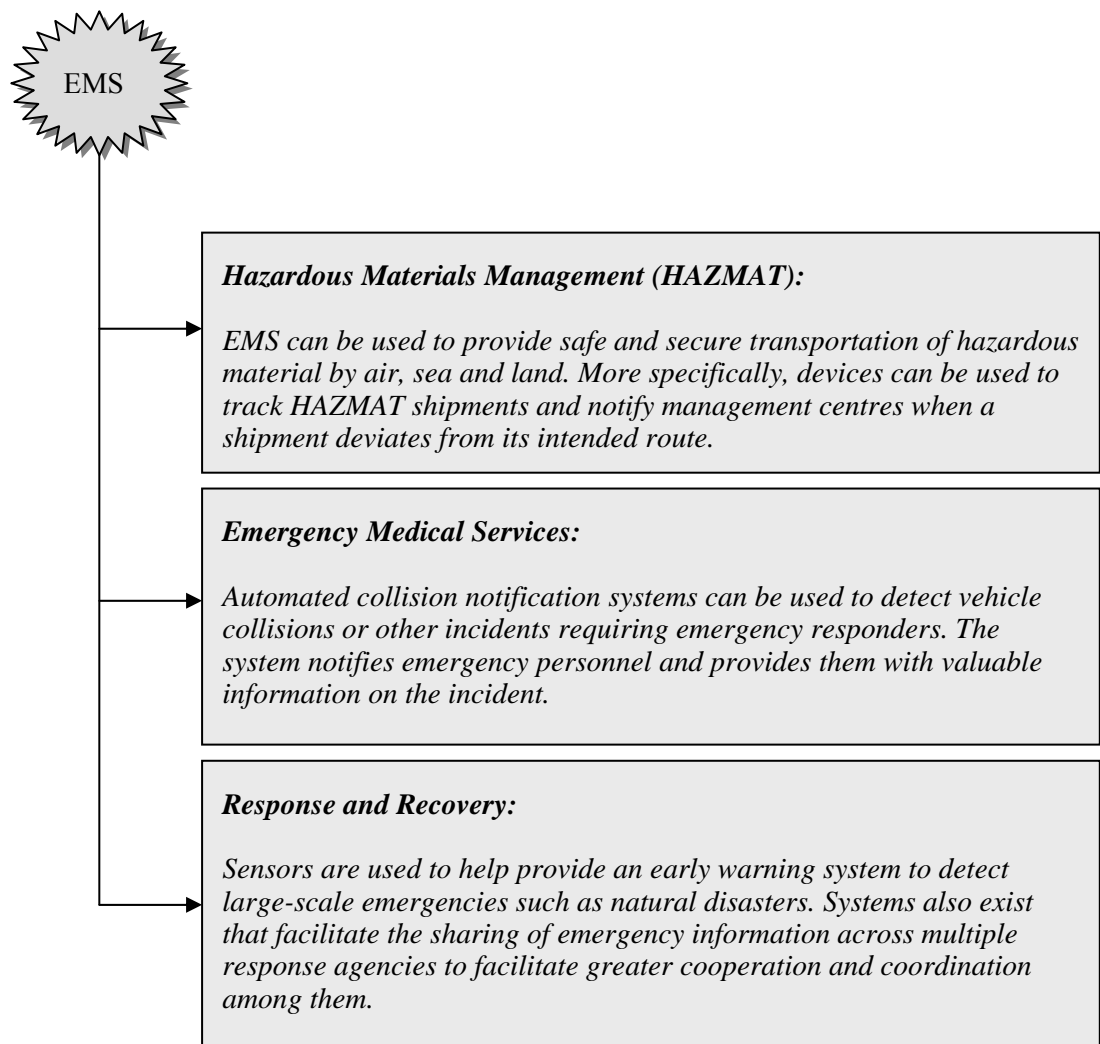 EMS
Hazardous Materials Management (HAZMAT):
EMS can be used to provide safe and secure transportation of hazardous
material by air, sea and land. More specifically, devices can be used to
track HAZMAT shipments and notify management centres when a
shipment deviates from its intended route.
Emergency Medical Services:
Automated collision notification systems can be used to detect vehicle
collisions or other incidents requiring emergency responders. The
system notifies emergency personnel and provides them with valuable
information on the incident.
Response and Recovery:
Sensors are used to help provide an early warning system to detect
large-scale emergencies such as natural disasters. Systems also exist
that facilitate the sharing of emergency information across multiple
response agencies to facilitate greater cooperation and coordination
among them.